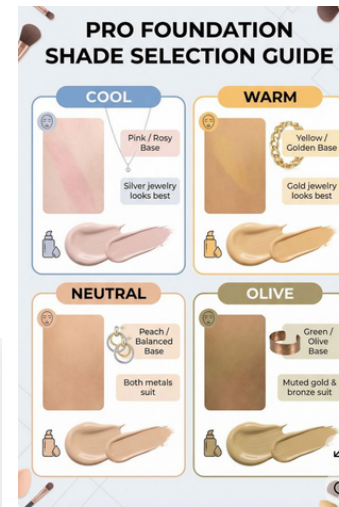 PRO FOUNDATION
SHADE SELECTION GUIDE
COOL
Pink / Rosy
Base
Silver jewelry
looks best
WARM
Yellow /
Golden Base
Gold jewelry
looks best
NEUTRAL
Peach /
Balanced
Base
Both metals
suit
OLIVE
Green /
Olive
Base
Muted gold &
bronze suit